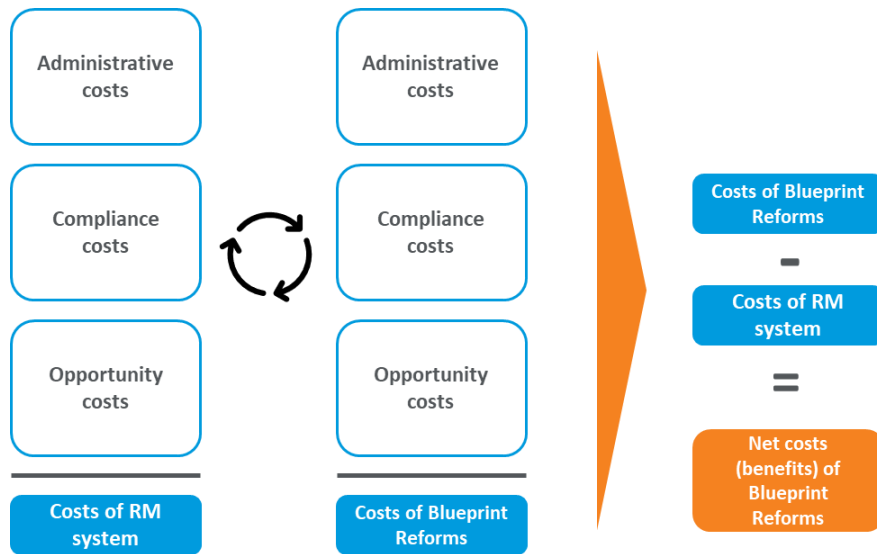 Administrative
costs
Compliance
costs
Opportunity
costs
Costs of RM
system
Administrative
costs
Compliance
costs
Opportunity
costs
Costs of Blueprint
Reforms
Costs of Blueprint
Reforms
-
Costs of RM
system
=
Net costs
(benefits) of
Blueprint
Reforms